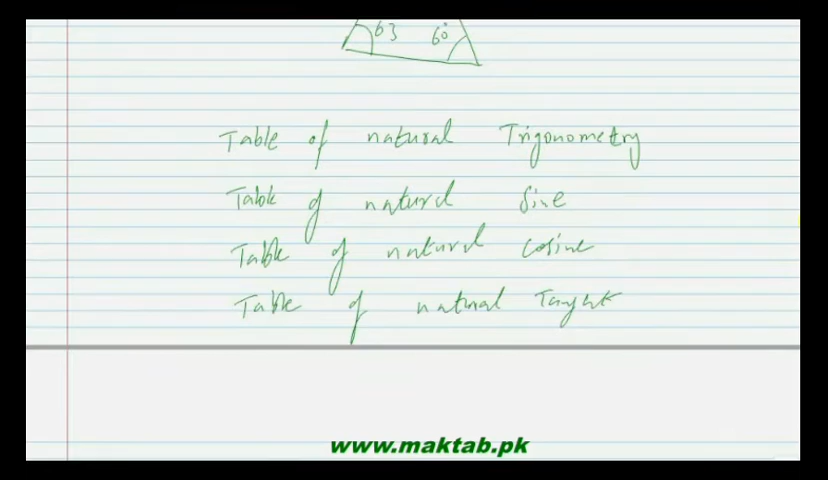 63 60°
Table of natural Trigonometry
Table of natural Sine
Table of natural Cosine
Table of natural
www.maktab.pk